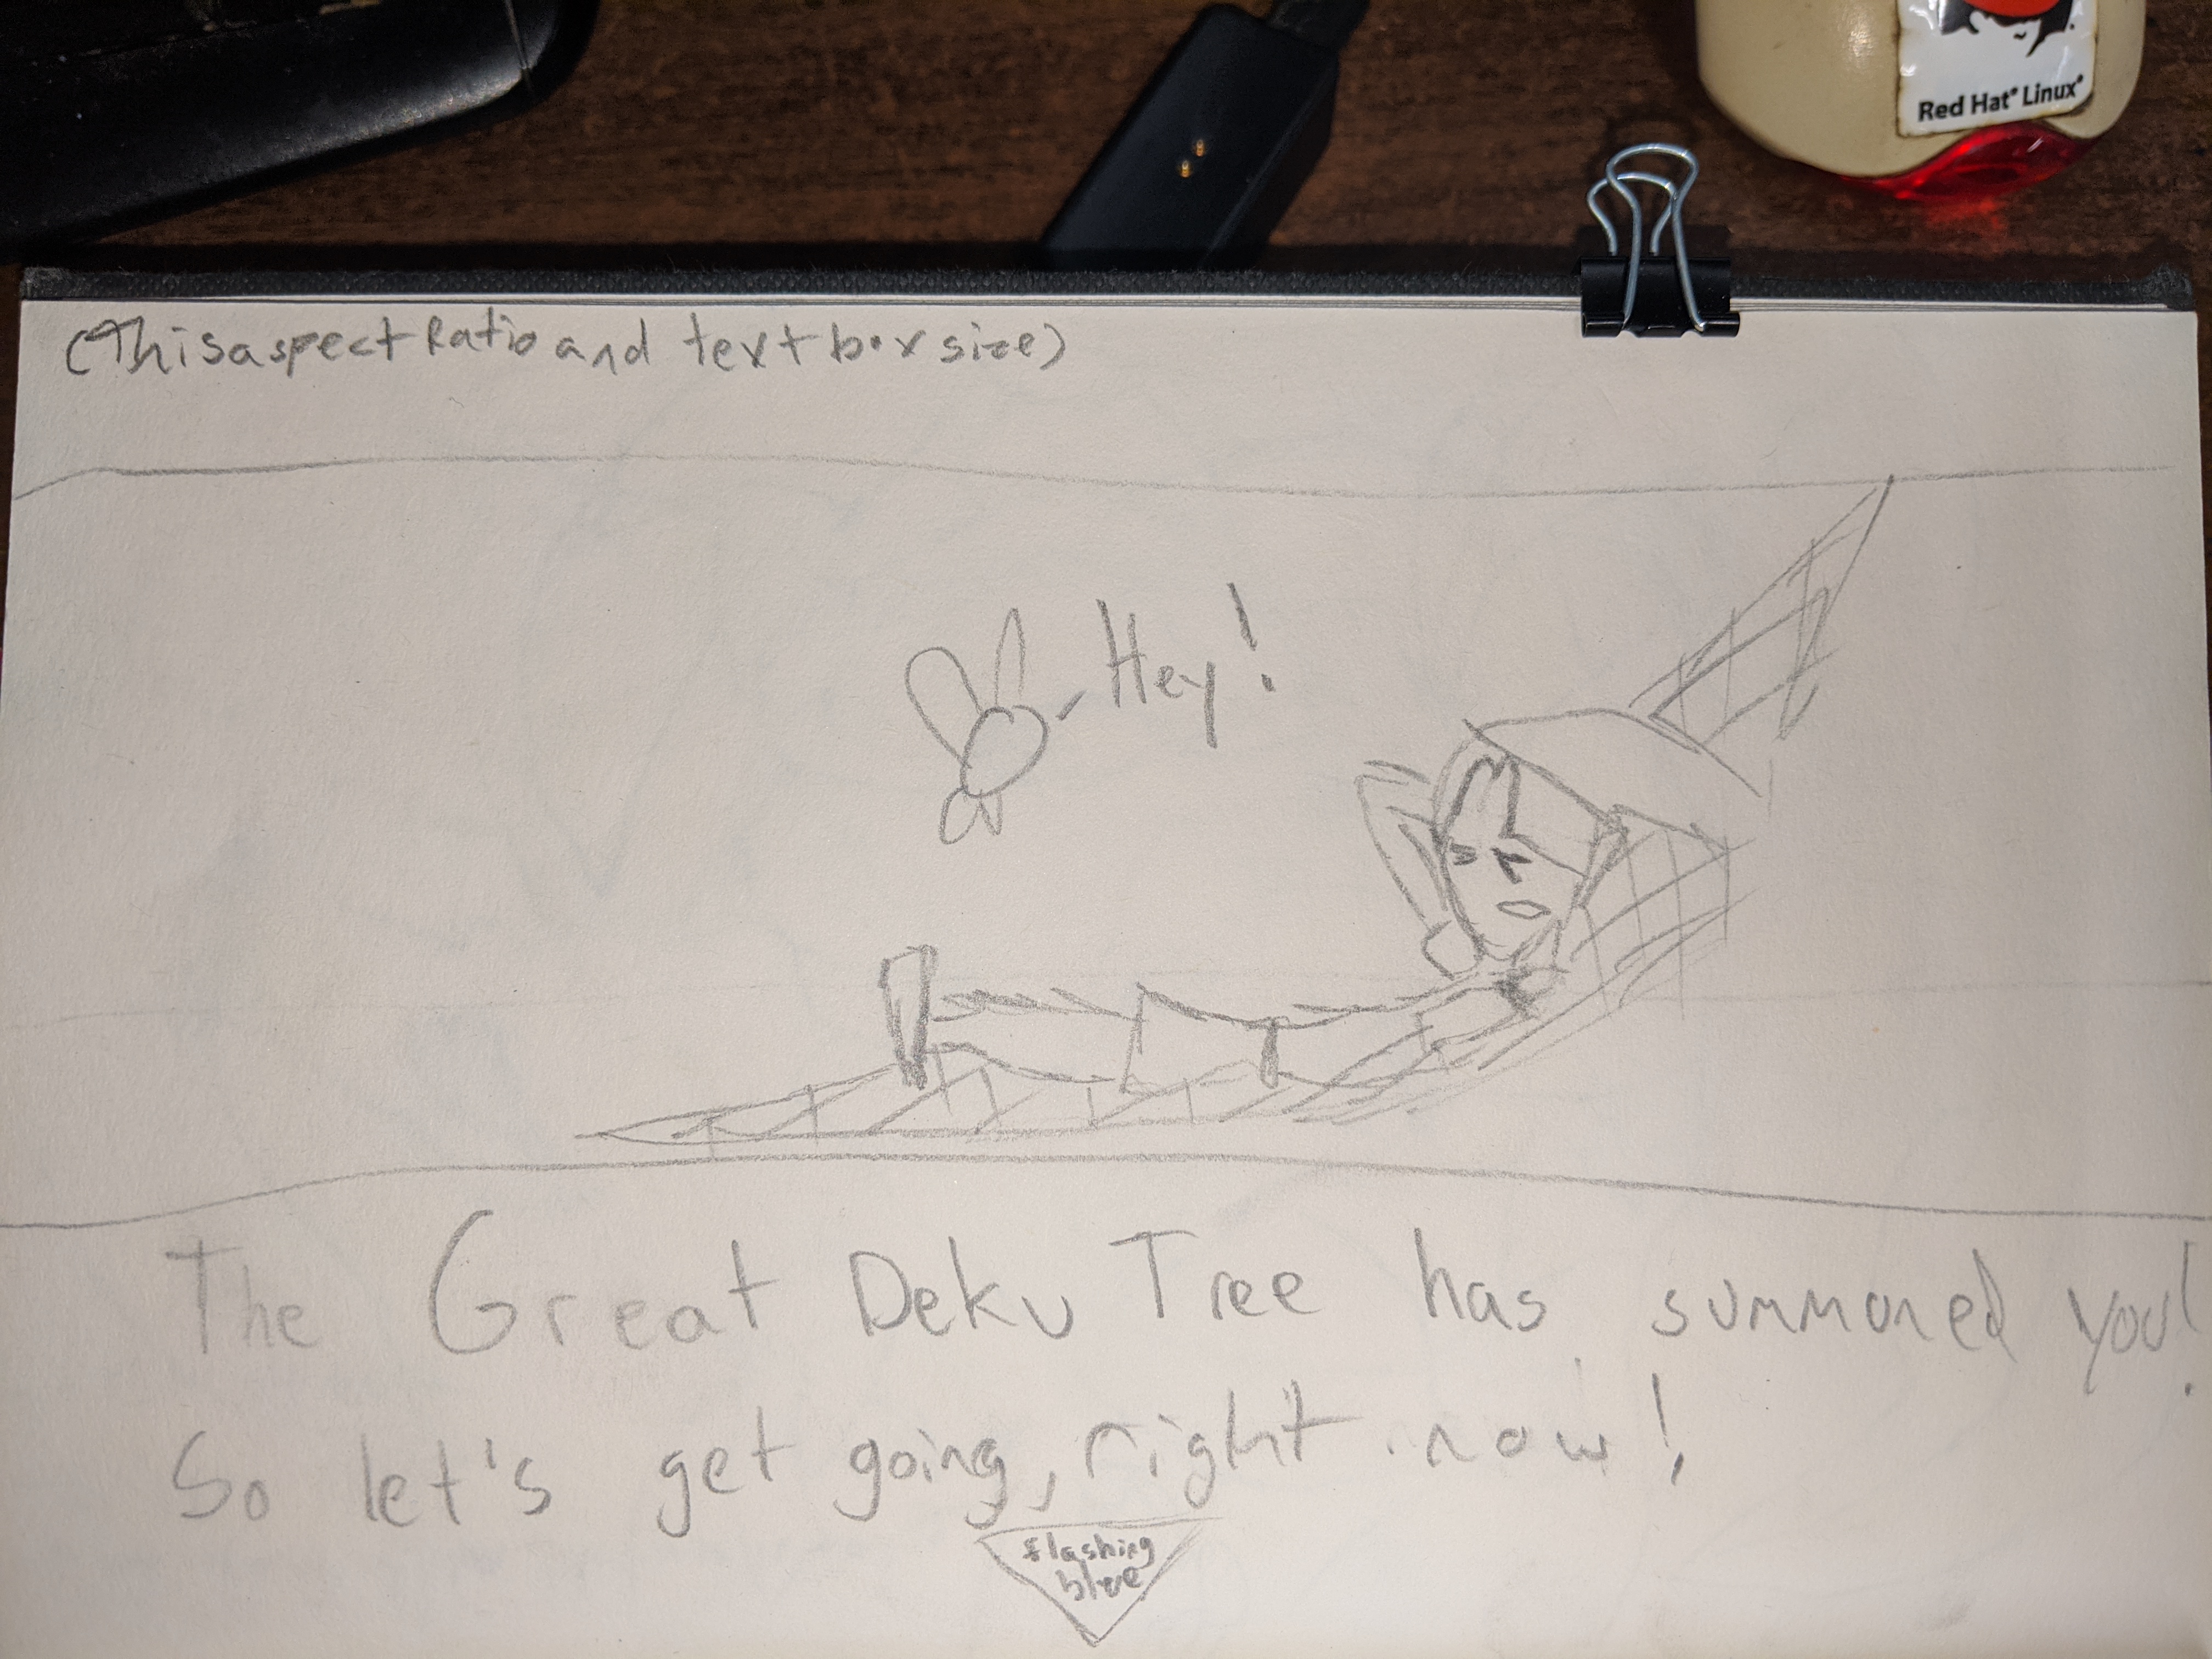 Red Hat® Linux®
(This aspect Ratio and text box size)
Hey!
The Great Deku Tree has summoned you!
So let's get going, right now!
flashing
blue